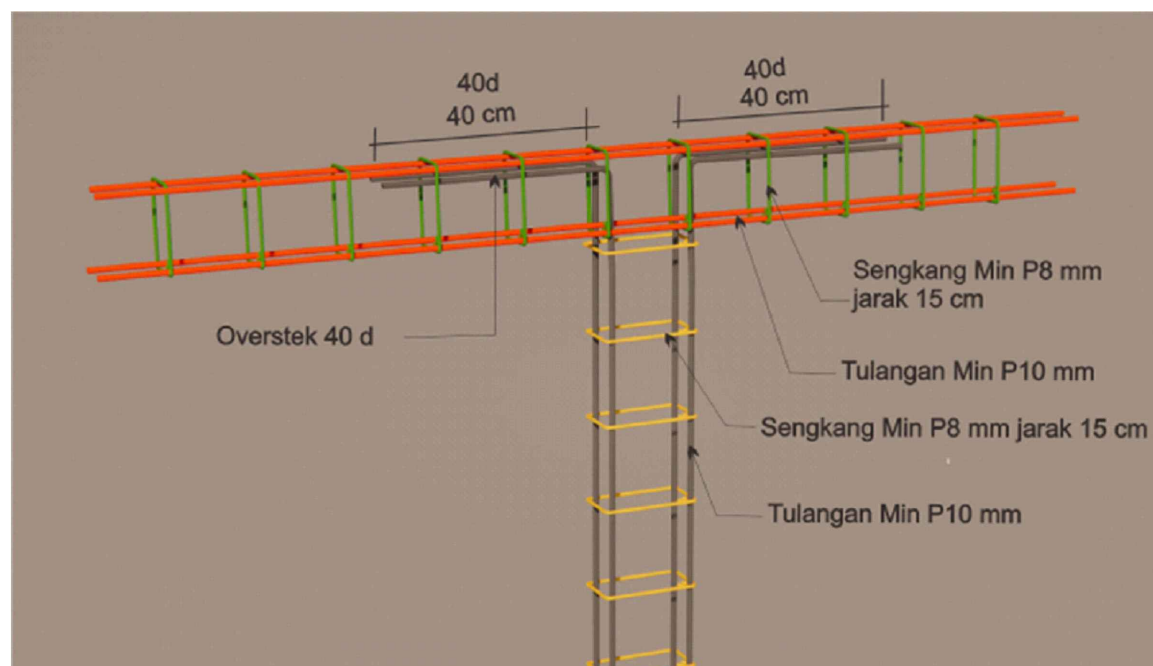 40d
40 cm
40d
40 cm
Sengkang Min P8 mm
jarak 15 cm
Overstek 40 d
Tulangan Min P10 mm
Sengkang Min P8 mm jarak 15 cm
Tulangan Min P10 mm